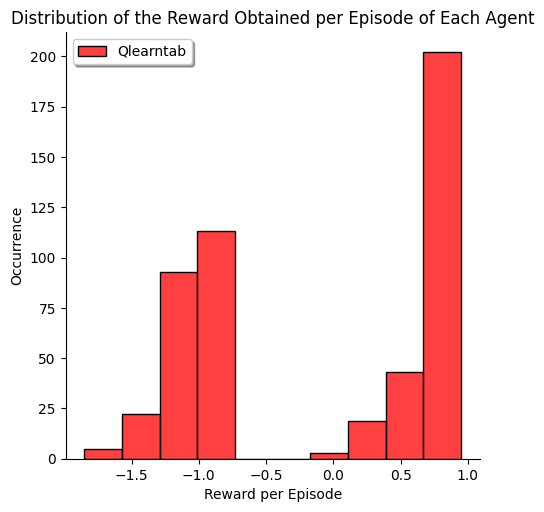 Distribution of the Reward Obtained per Episode of Each Agent
Qlearntab
200
175
150
125
100
75
50
25
0
Occurrence
−1.5 −1.0 −0.5 0.0 0.5 1.0
Reward per Episode